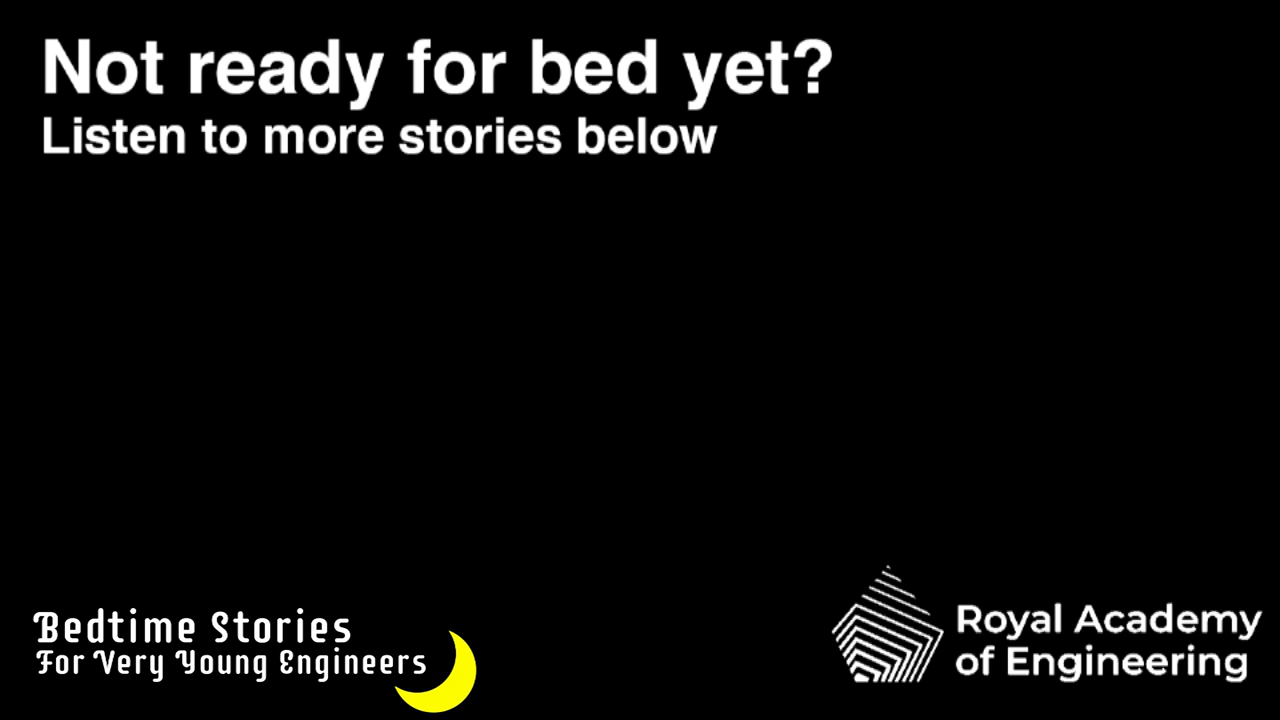 Not ready for bed yet?
Listen to more stories below
Bedtime Stories
For Very Young Engineers
Royal Academy
of Engineering